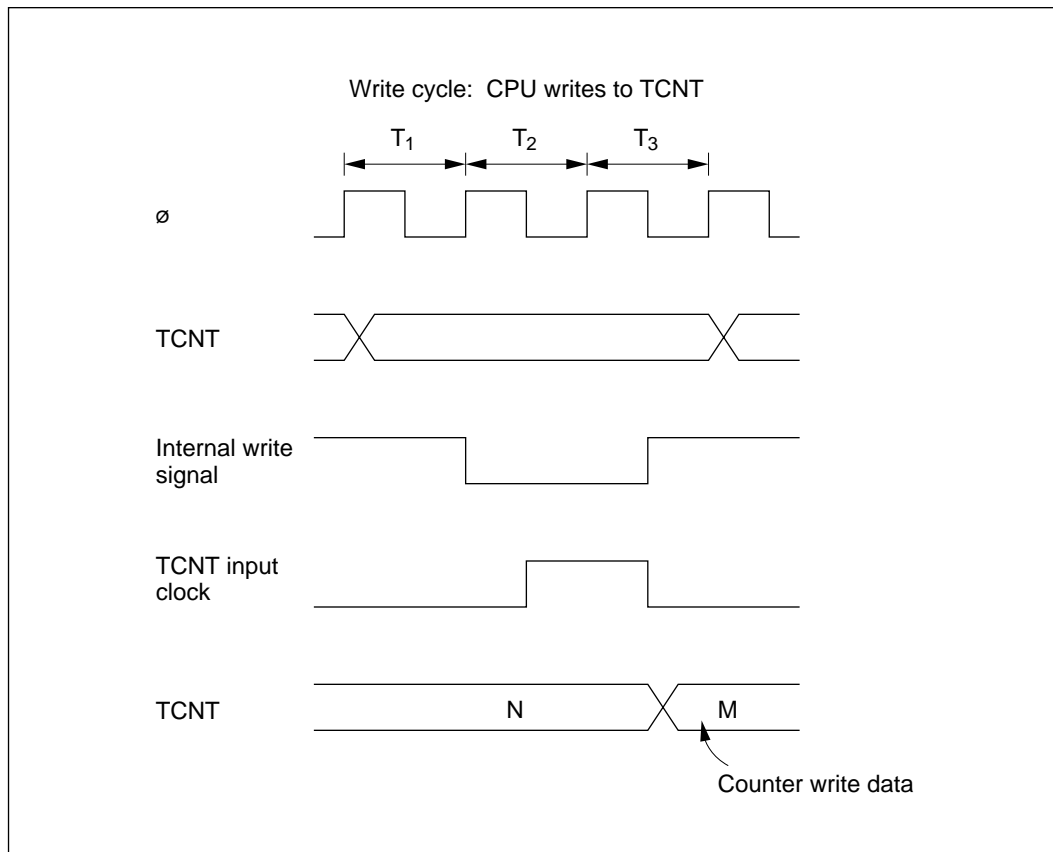 Write cycle: CPU writes to TCNT
T1 T2 T3
ø
TCNT
Internal write
signal
TCNT input
clock
TCNT N M
Counter write data